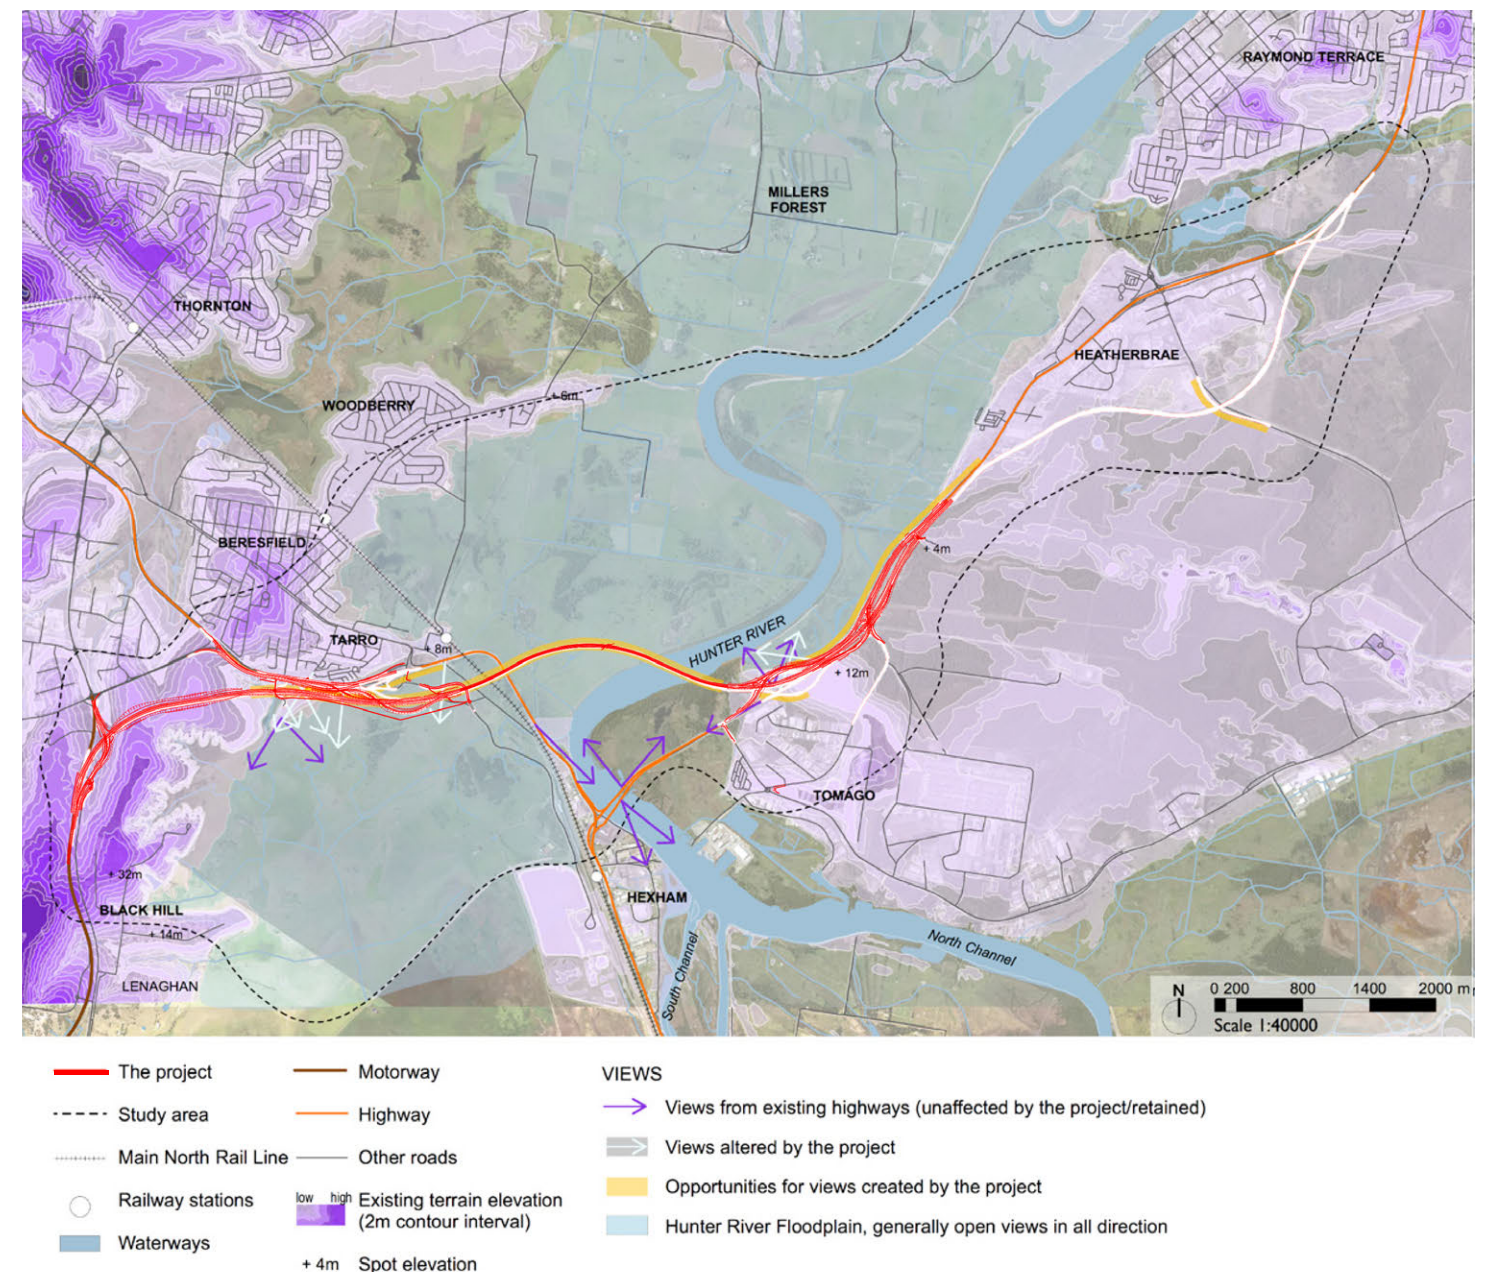 RAYMOND TERRACE
MILLERS
FOREST
THORNTON
HEATHERBRAE
WOODBERRY
+ 6m
BERESFIELD
+ 4m
HUNTER RIVER
TARRO
+ 8m
+ 12m
TOMAGO
+ 32m
HEXHAM
BLACK HILL
+ 14m
North Channel
South Channel
LENAGHAN
N
0 200 800 1400 2000 m
Scale 1:40000
The project
Study area
Main North Rail Line
Railway stations
Waterways
Motorway
Highway
Other roads
low high
Existing terrain elevation
(2m contour interval)
+ 4m Spot elevation
VIEWS
Views from existing highways (unaffected by the project/retained)
Views altered by the project
Opportunities for views created by the project
Hunter River Floodplain, generally open views in all direction